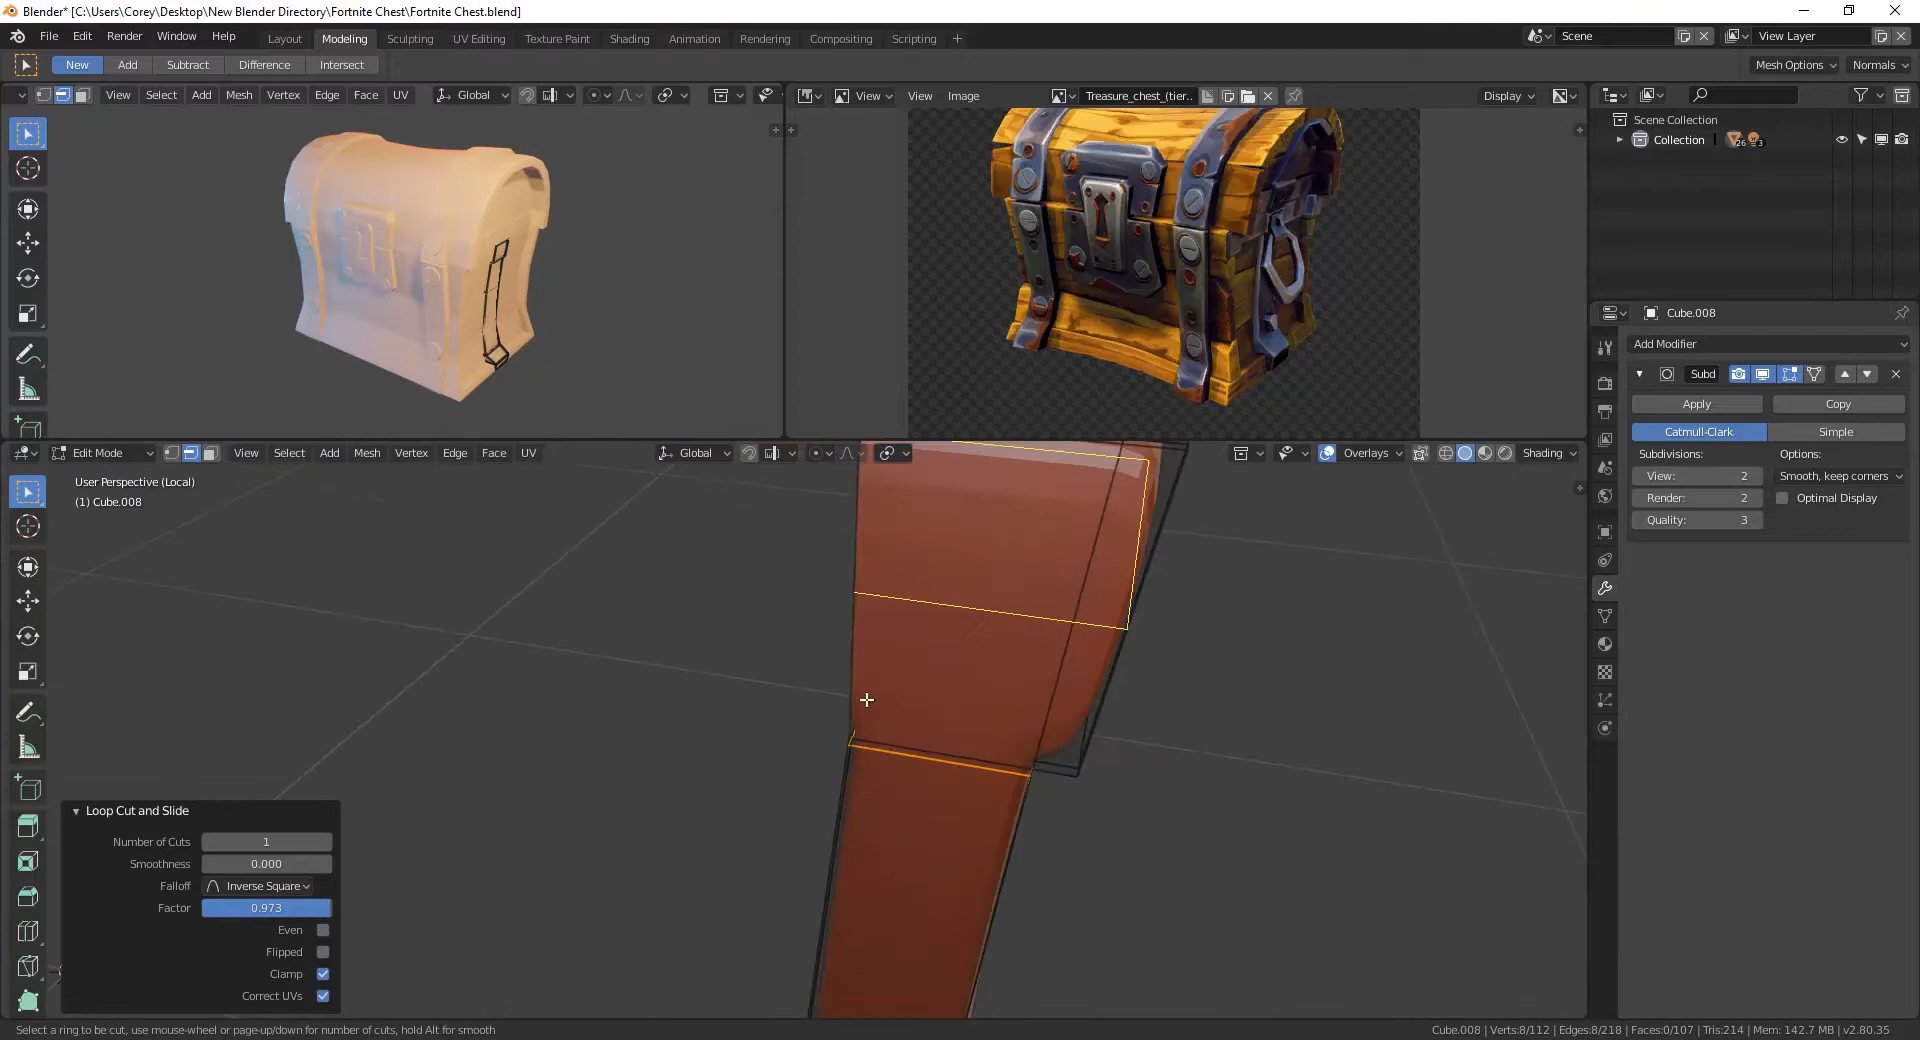 Blender* [C:\Users\Corey\Desktop\New Blender Directory\Fortnite Chest\Fortnite Chest.blend]
File Edit Render Window Help Layout Modeling Sculpting UV Editing Texture Paint Shading Animation Rendering Compositing Scripting Scene View Layer
New Add Subtract Difference Intersect Mesh Options Normals
View Select Add Mesh Vertex Edge Face UV Global View View Image Treasure_chest_(tier.. Display
Scene Collection
Collection 26 3
Cube.008
Add Modifier
Subd
Apply Copy
Catmull-Clark Simple
Subdivisions: Options:
View: 2 Smooth, keep corners
Render: 2 Optimal Display
Quality: 3
Edit Mode View Select Add Mesh Vertex Edge Face UV Global Overlays Shading
User Perspective (Local)
(1) Cube.008
Loop Cut and Slide
Number of Cuts 1
Smoothness 0.000
Falloff Inverse Square
Factor 0.973
Even
Flipped
Clamp
Correct UVs
Select a ring to be cut, use mouse-wheel or page-up/down for number of cuts, hold Alt for smooth Cube.008 | Verts:8/112 | Edges:8/218 | Faces:0/107 | Tris:214 | Mem: 142.7 MB | v2.80.35